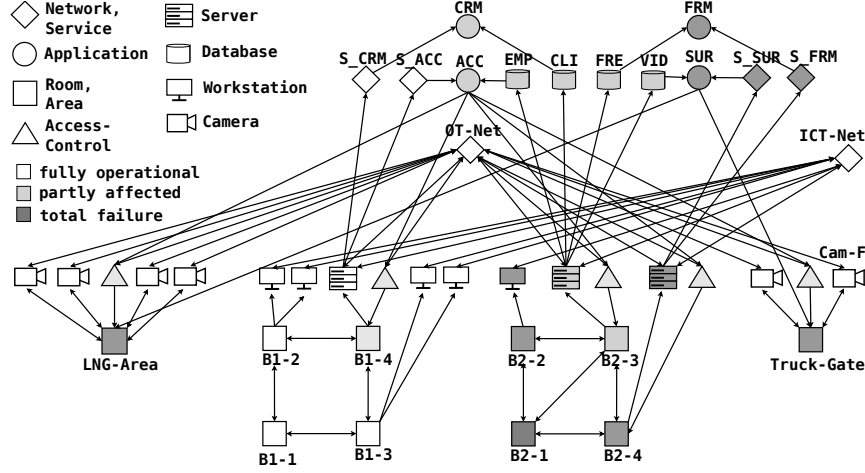 Network,
Service
Server
Application
Database
Room,
Area
Workstation
Access-
Control
Camera
fully operational
partly affected
total failure
CRM
FRM
S_CRM
S_ACC
ACC
EMP
CLI
FRE
VID
SUR
S_SUR
S_FRM
OT-Net
ICT-Net
Cam-F
LNG-Area
B1-2
B1-4
B2-2
B2-3
Truck-Gate
B1-1
B1-3
B2-1
B2-4